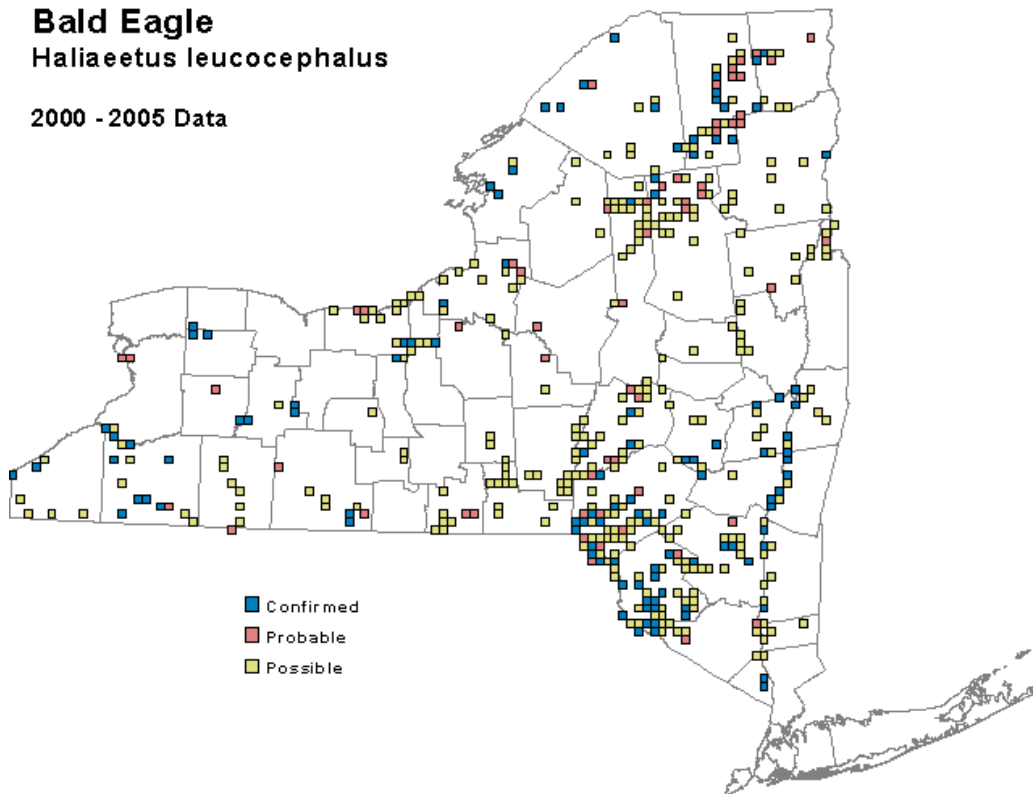 Bald Eagle
Haliaeetus leucocephalus
2000 - 2005 Data
Confirmed
Probable
Possible